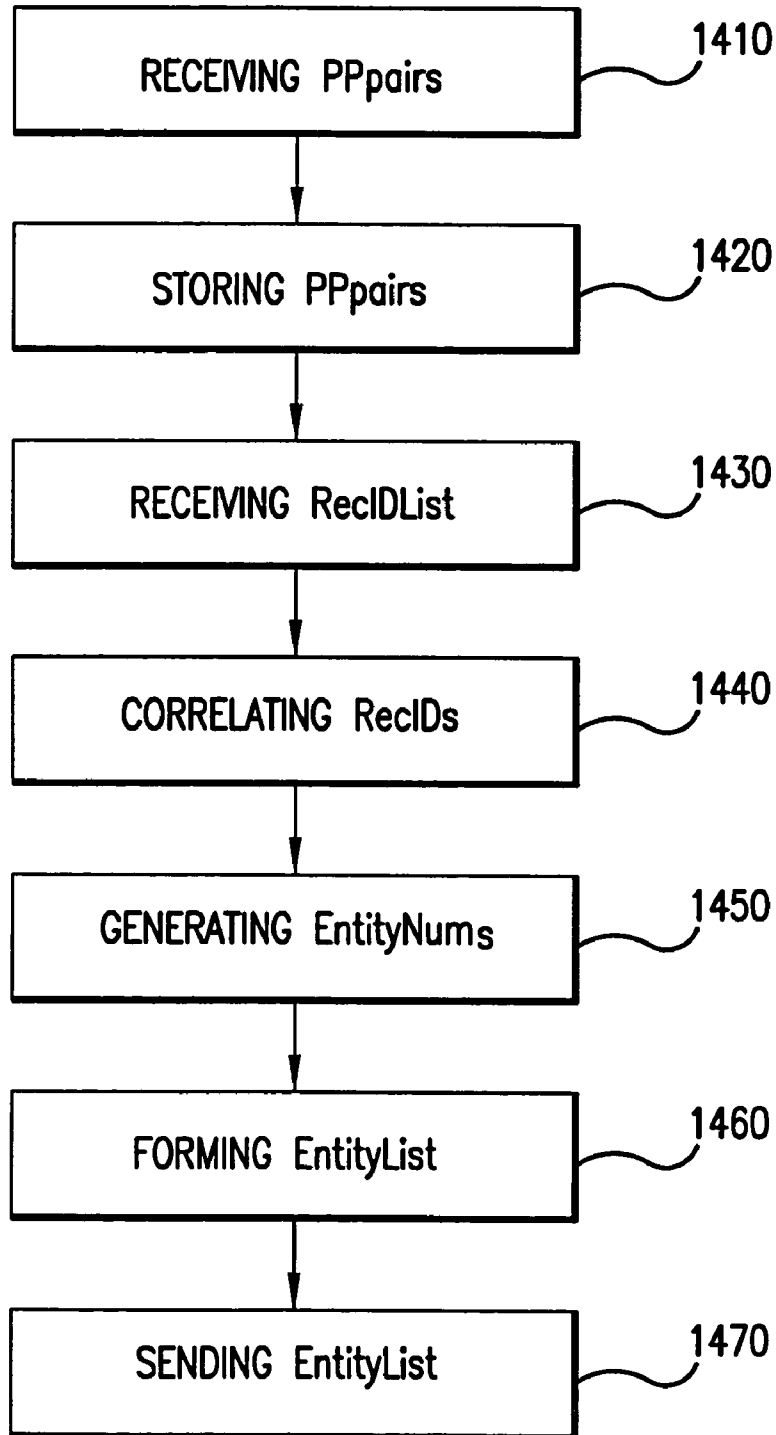 RECEIVING PPpairs
1410
STORING PPpairs
1420
RECEIVING RecIDList
1430
CORRELATING RecIDs
1440
GENERATING EntityNums
1450
FORMING EntityList
1460
SENDING EntityList
1470